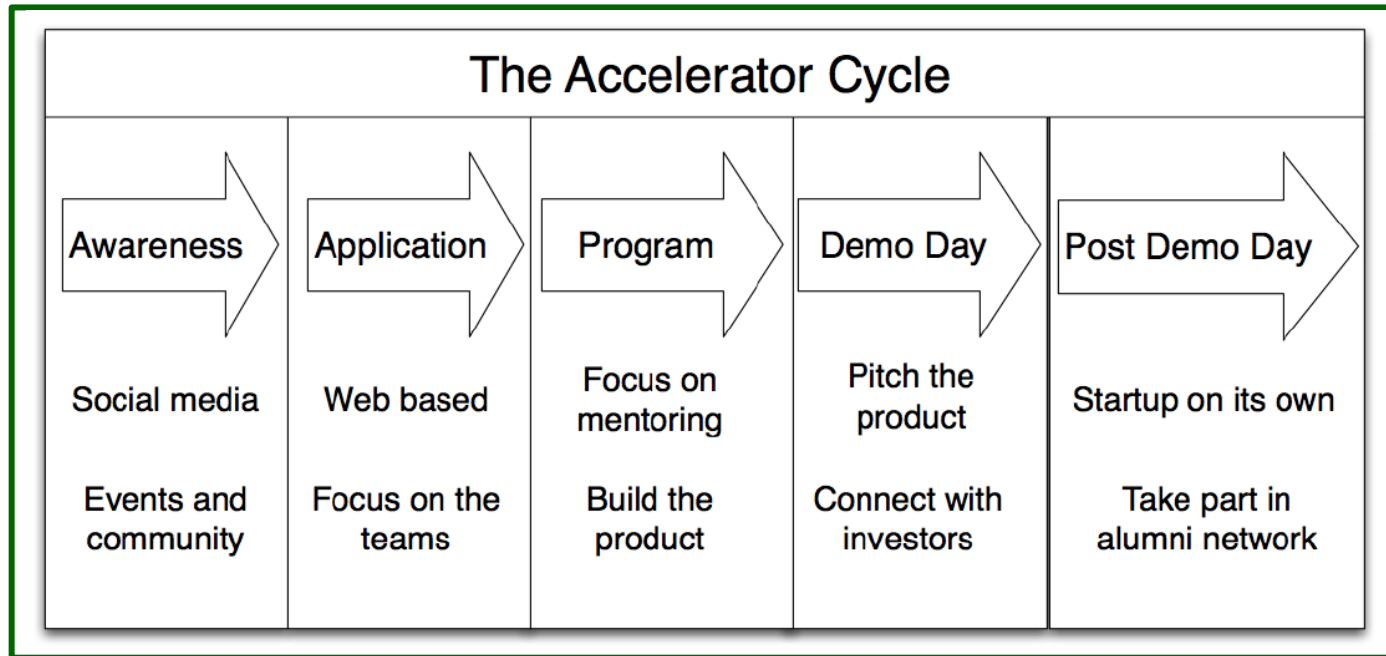 The Accelerator Cycle
Awareness
Social media
Events and
community
Application
Web based
Focus on the
teams
Program
Focus on
mentoring
Build the
product
Demo Day
Pitch the
product
Connect with
investors
Post Demo Day
Startup on its own
Take part in
alumni network